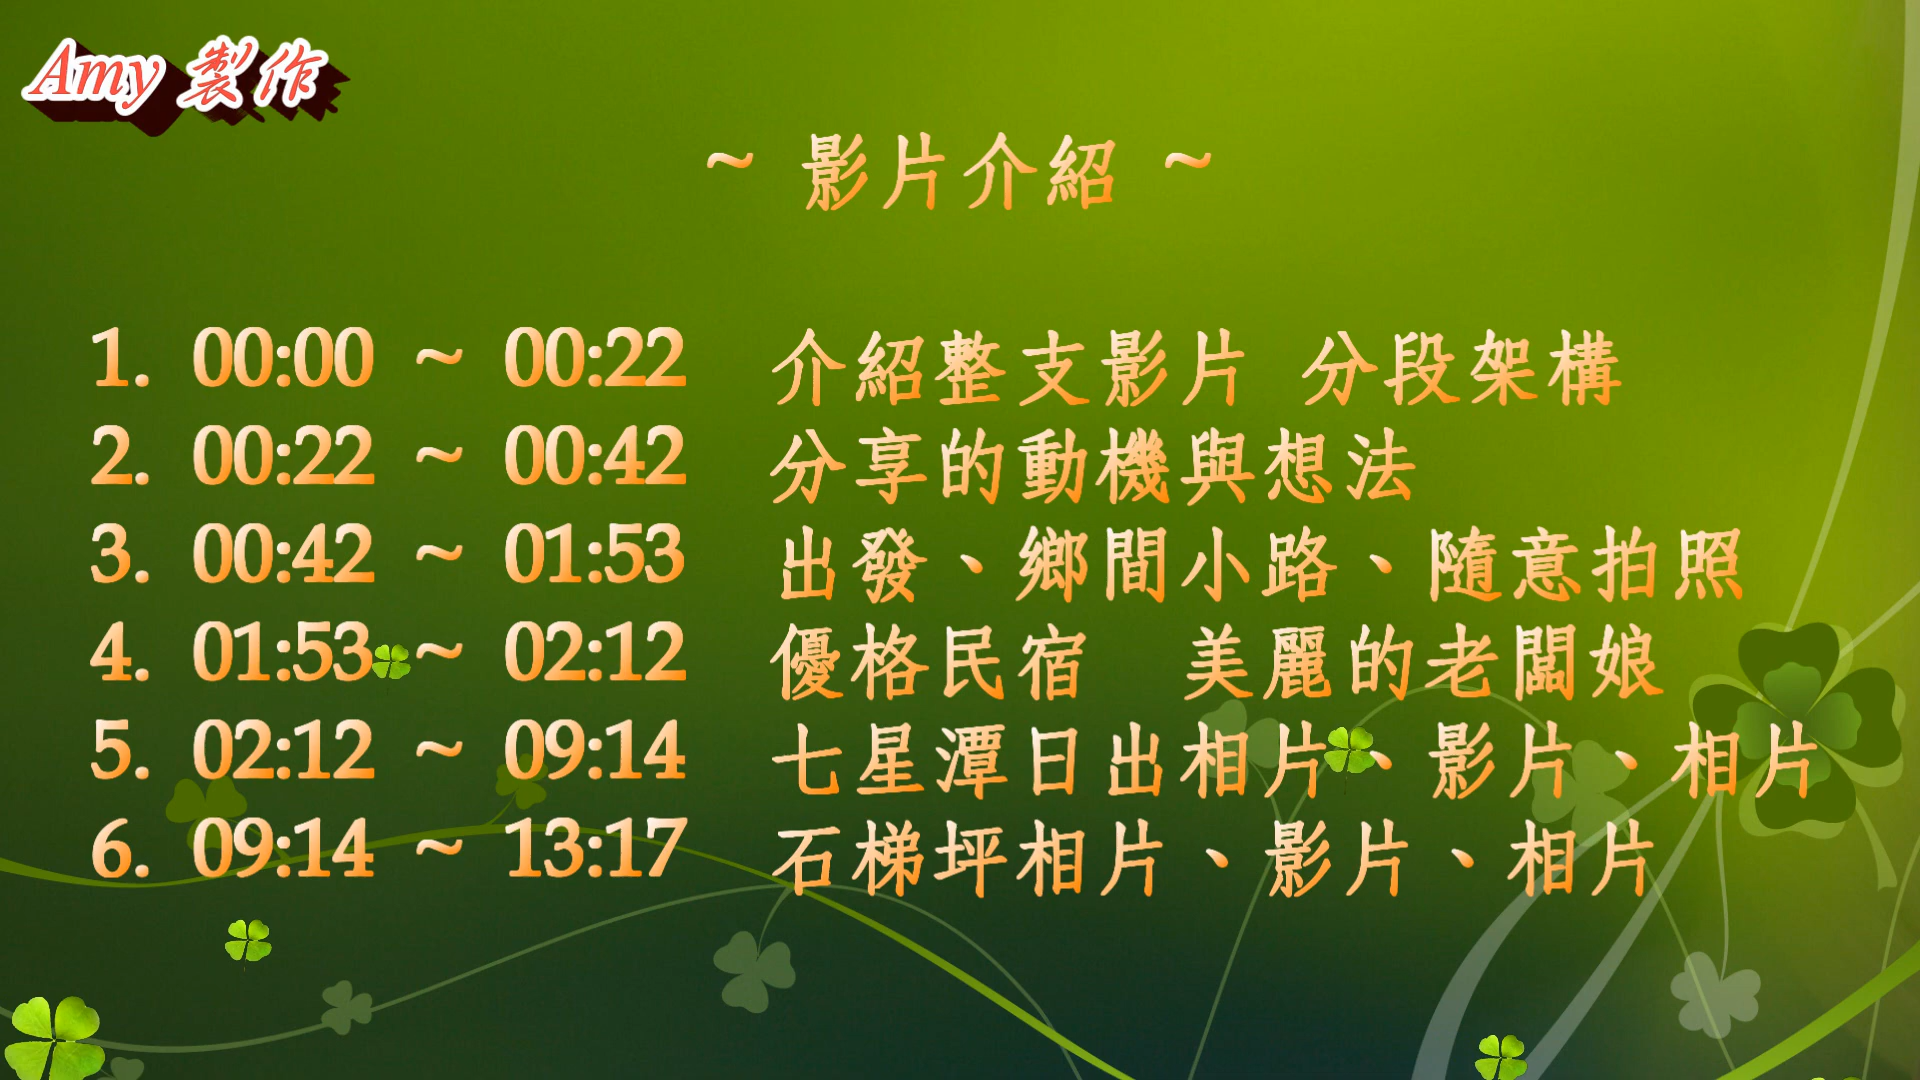 Amy 製作
~ 影片介紹 ~
1. 00:00 ~ 00:22 介紹整支影片 分段架構
2. 00:22 ~ 00:42 分享的動機與想法
3. 00:42 ~ 01:53 出發、鄉間小路、隨意拍照
4. 01:53 ~ 02:12 優格民宿 美麗的老闆娘
5. 02:12 ~ 09:14 七星潭日出相片、影片、相片
6. 09:14 ~ 13:17 石梯坪相片、影片、相片